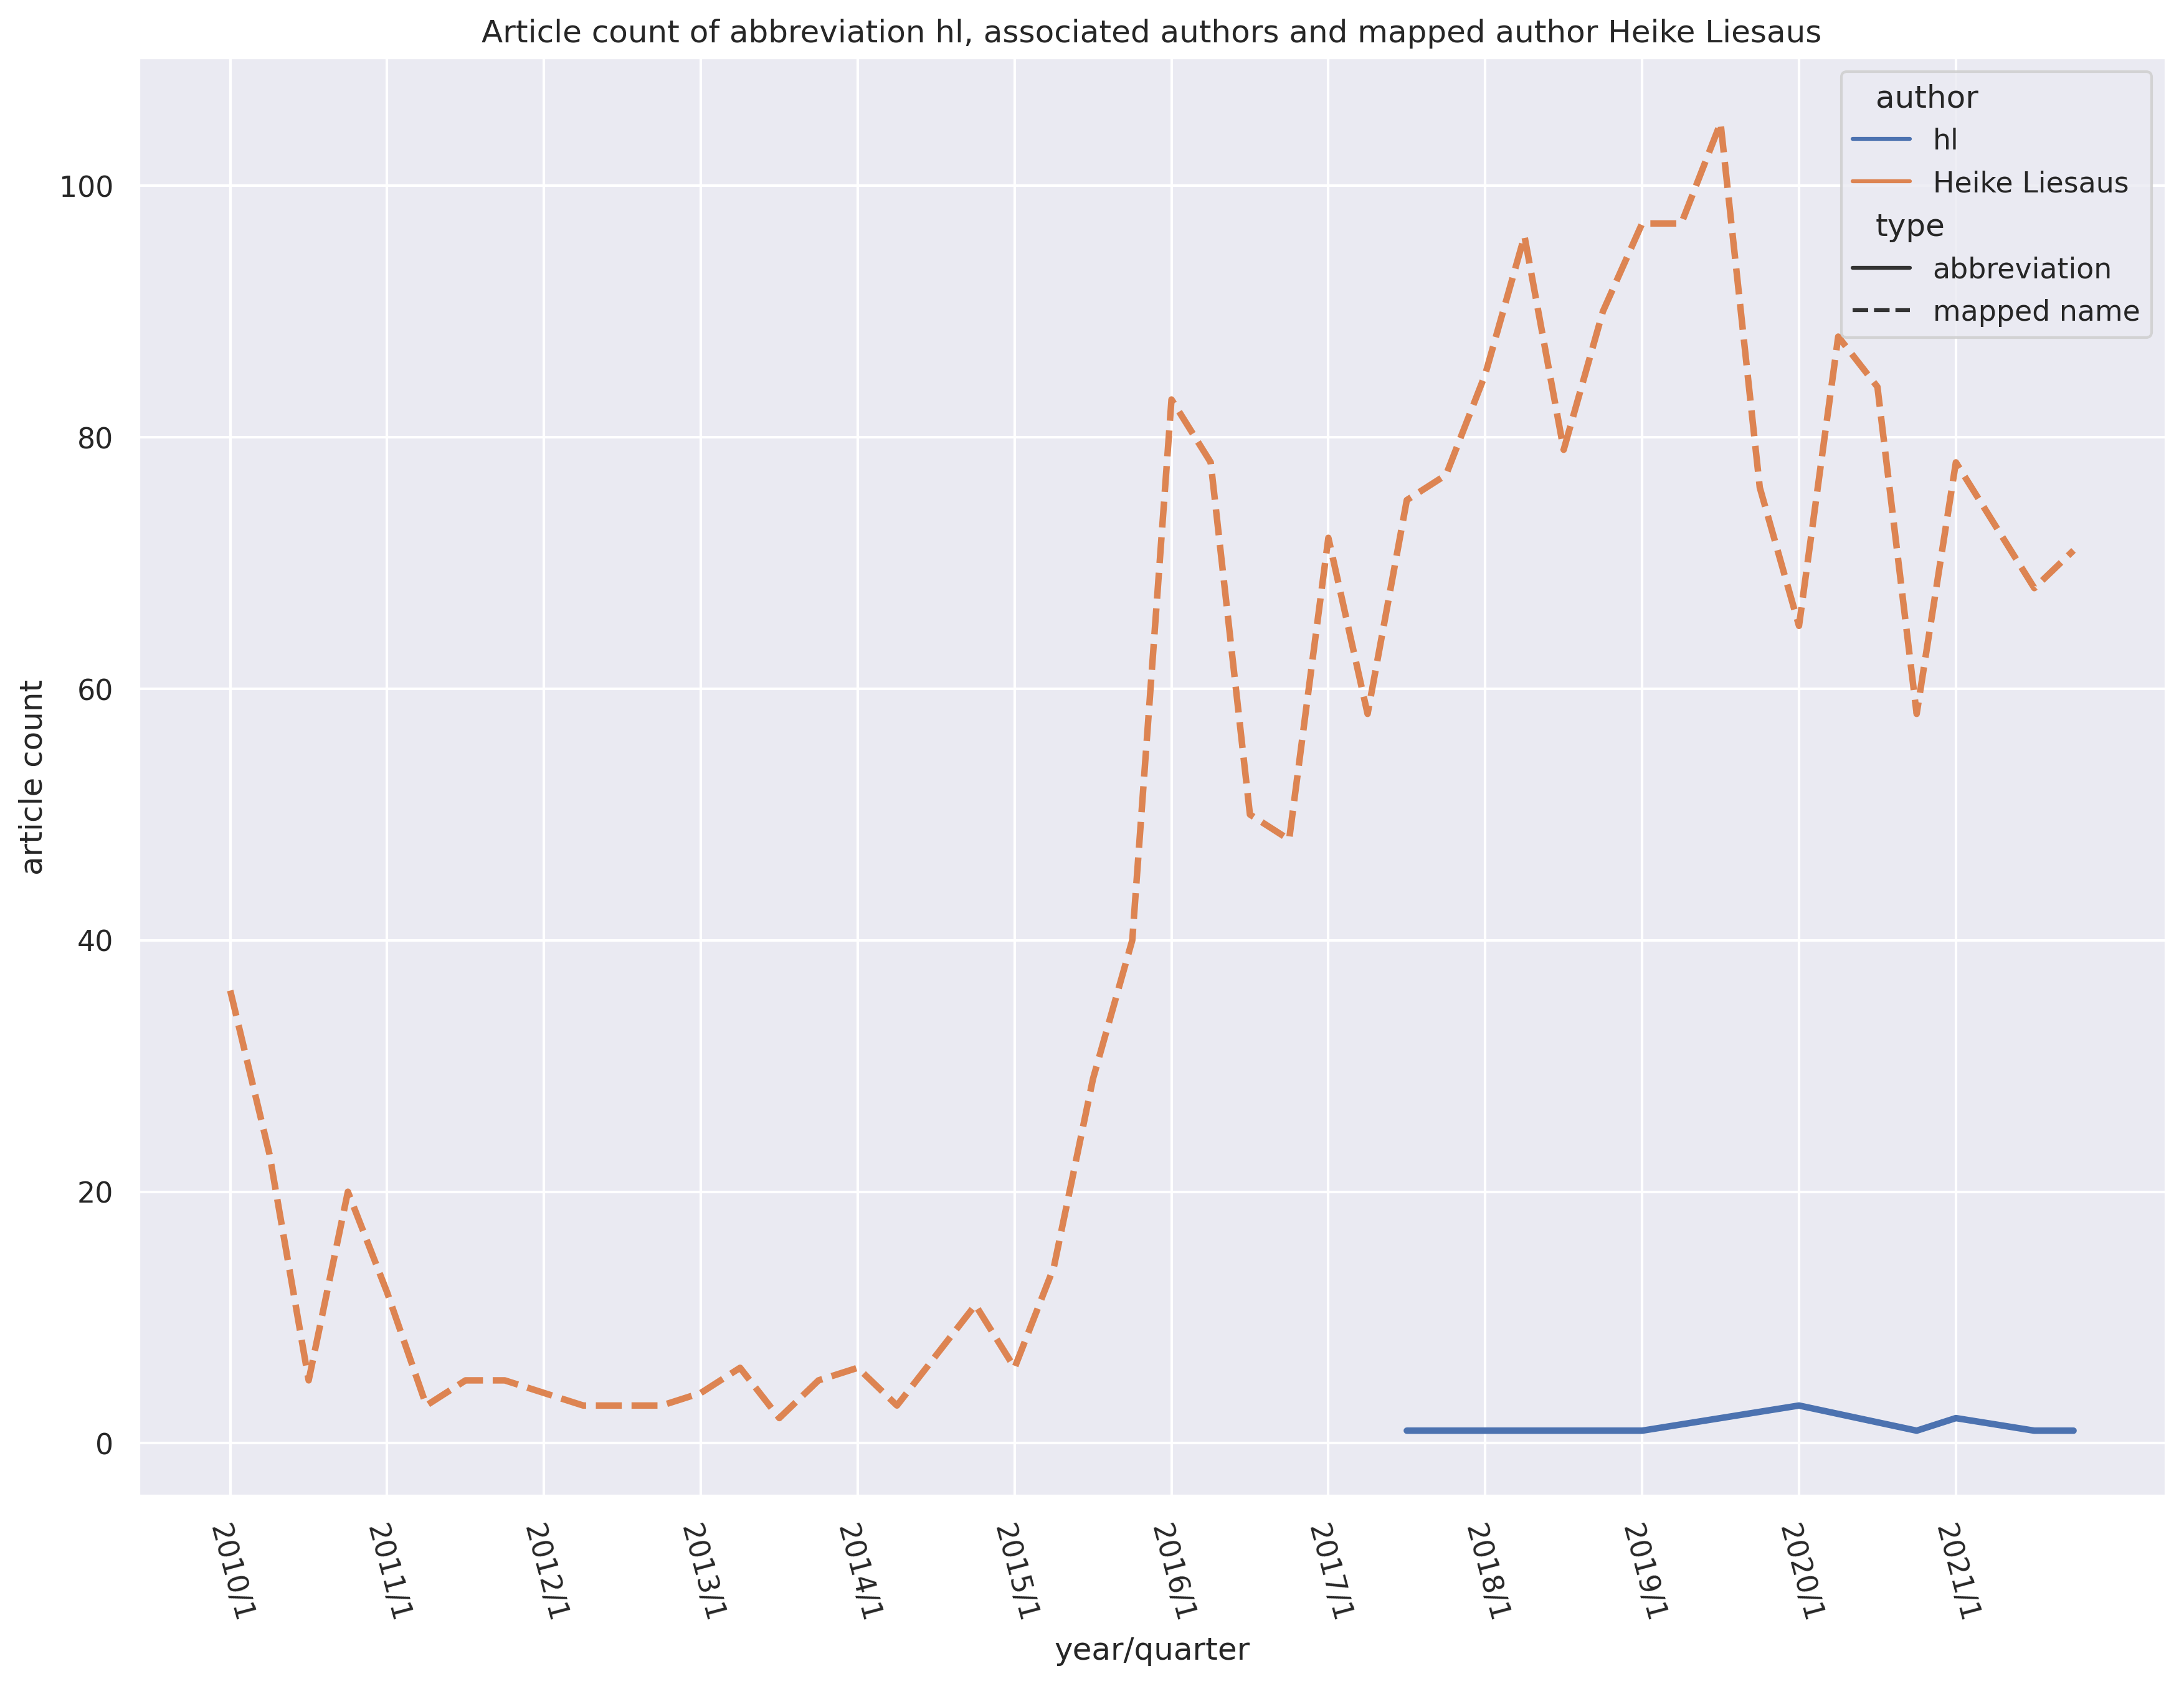 Article count of abbreviation hl, associated authors and mapped author Heike Liesaus
author
hl
Heike Liesaus
type
abbreviation
mapped name
article count
100
80
60
40
20
0
2010/1
2011/1
2012/1
2013/1
2014/1
2015/1
2016/1
2017/1
2018/1
2019/1
2020/1
2021/1
year/quarter